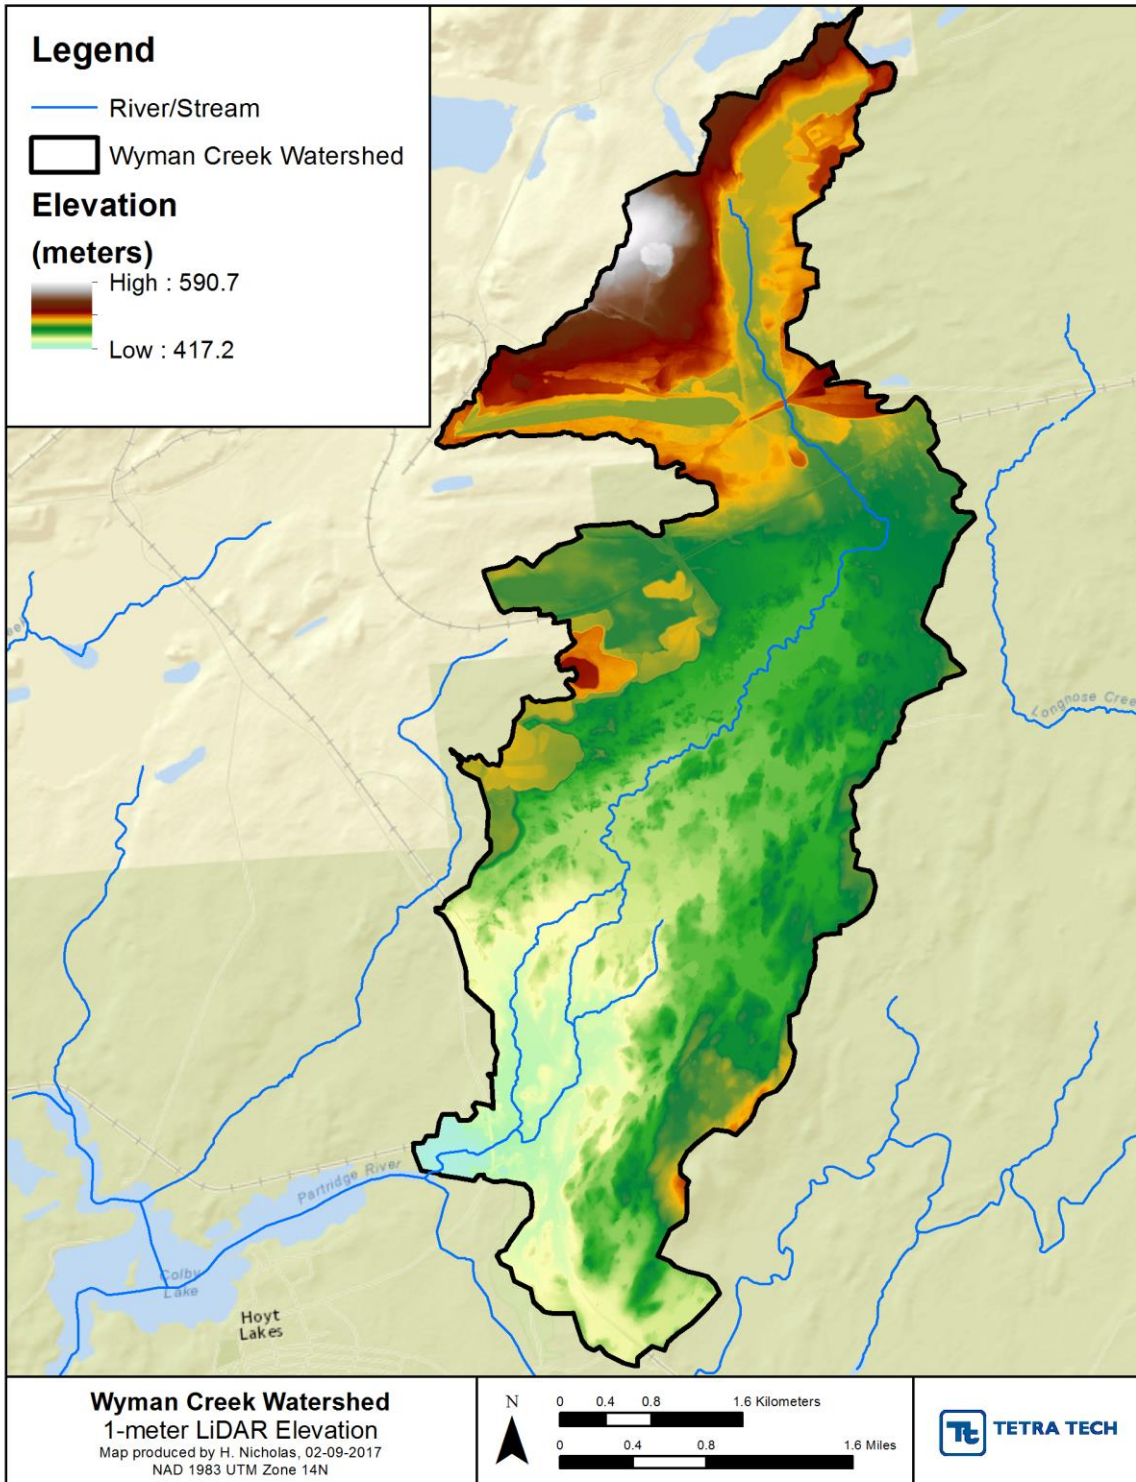 Legend
River/Stream
Wyman Creek Watershed
Elevation
(meters)
High : 590.7
Low : 417.2
Longnose Cree
Partridge River
Colby
Lake
Hoyt
Lakes
Wyman Creek Watershed
1-meter LiDAR Elevation
Map produced by H. Nicholas, 02-09-2017
NAD 1983 UTM Zone 14N
N
0 0.4 0.8 1.6 Kilometers
0 0.4 0.8 1.6 Miles
Tt TETRA TECH